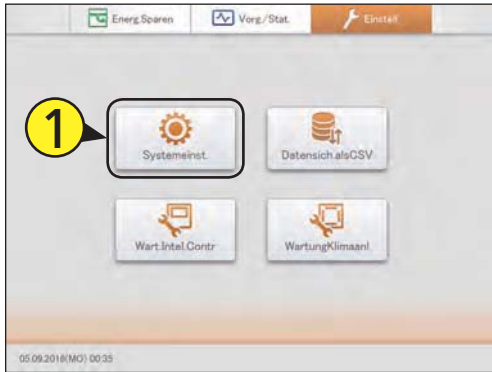 Energ.Sparen
Vorg./Stat.
Einstell
1
Systemeinst.
Datensich.alsCSV
Wart.Intel.Contr
WartungKlimaanl.
05.09.2018(MO) 00:35